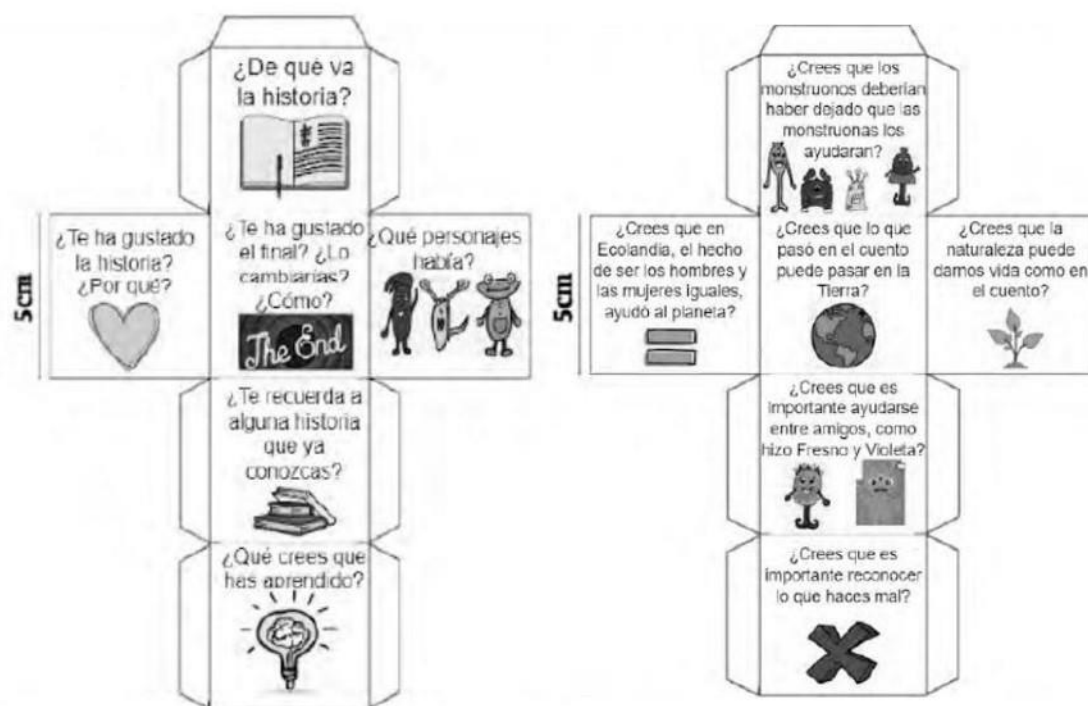 ¿De qué va
la historia?
¿Te ha gustado
la historia?
¿Por qué?
¿Te ha gustado
el final? ¿Lo
cambiarías?
¿Cómo?
The End
¿Qué personajes
había?
¿Te recuerda a
alguna historia
que ya
conozcas?
¿Qué crees que
has aprendido?
5cm
¿Crees que los
monstruonos deberían
haber dejado que las
monstruonas los
ayudaran?
¿Crees que en
Ecolandia, el hecho
de ser los hombres y
las mujeres iguales,
ayudó al planeta?
¿Crees que lo que
pasó en el cuento
puede pasar en la
Tierra?
¿Crees que la
naturaleza puede
darnos vida como en
el cuento?
¿Crees que es
importante ayudarse
entre amigos, como
hizo Fresno y Violeta?
¿Crees que es
importante reconocer
lo que haces mal?
5cm